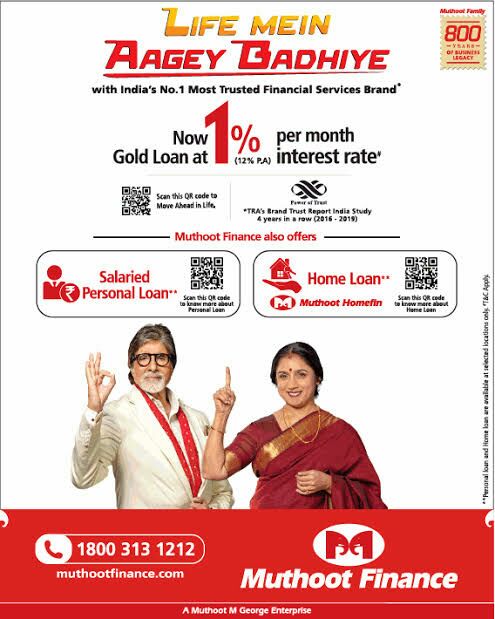 Muthoot Family
800
YEARS
OF BUSINESS
LEGACY
LIFE MEIN
AAGEY BADHIYE
with India's No.1 Most Trusted Financial Services Brand*
Now
Gold Loan at
1%
(12% P.A)
per month
interest rate#
Scan this QR code to
Move Ahead in Life.
Power of Trust
*TRA's Brand Trust Report India Study
4 years in a row (2016 - 2019)
Muthoot Finance also offers
Salaried
Personal Loan**
Scan this QR code
to know more about
Personal Loan
Home Loan**
Muthoot Homefin
Scan this QR code
to know more about
Home Loan
**Personal loan and Home loan are available at selected locations only. #T&C Apply.
1800 313 1212
muthootfinance.com
Muthoot Finance
A Muthoot M George Enterprise